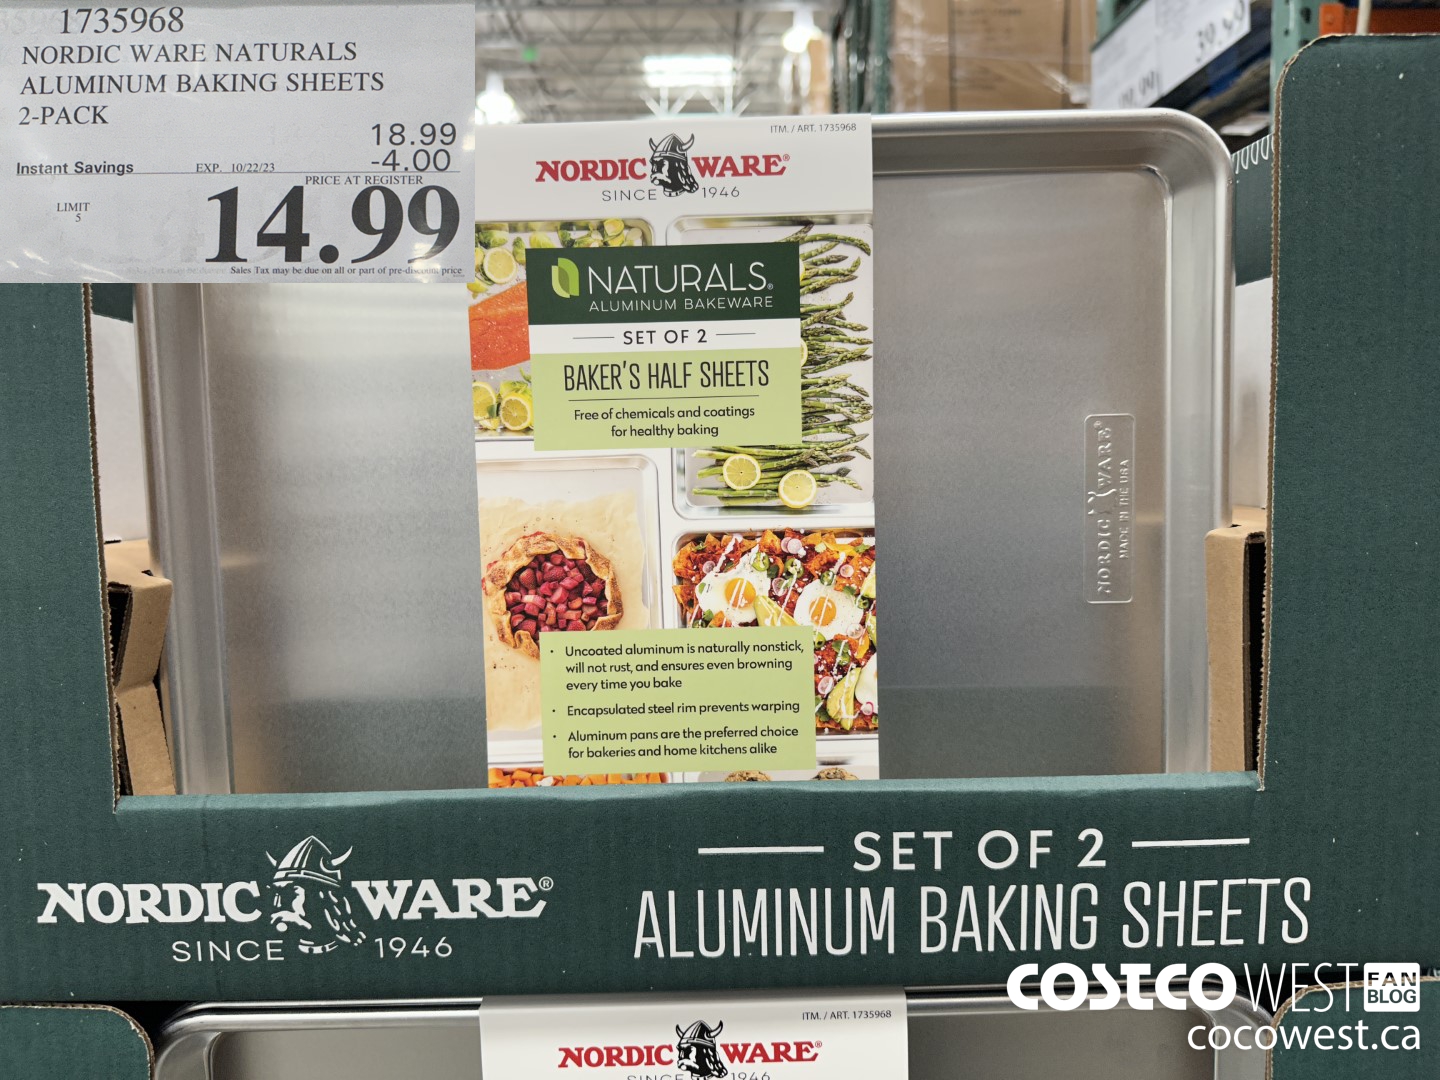 1735968
NORDIC WARE NATURALS
ALUMINUM BAKING SHEETS
2-PACK
18.99
Instant Savings EXP. 10/22/23 -4.00
PRICE AT REGISTER
LIMIT
5
14.99
Sales Tax may be due on all or part of pre-discount price
39.99
ITM. / ART. 1735968
NORDIC WARE®
SINCE 1946
NATURALS®
ALUMINUM BAKEWARE
SET OF 2
BAKER'S HALF SHEETS
Free of chemicals and coatings
for healthy baking
NORDIC WARE®
MADE IN THE USA
• Uncoated aluminum is naturally nonstick,
will not rust, and ensures even browning
every time you bake
• Encapsulated steel rim prevents warping
• Aluminum pans are the preferred choice
for bakeries and home kitchens alike
NORDIC WARE®
SINCE 1946
SET OF 2
ALUMINUM BAKING SHEETS
COSTCO WEST FAN
BLOG
cocowest.ca
ITM. / ART. 1735968
NORDIC WARE®
SINCE 1946